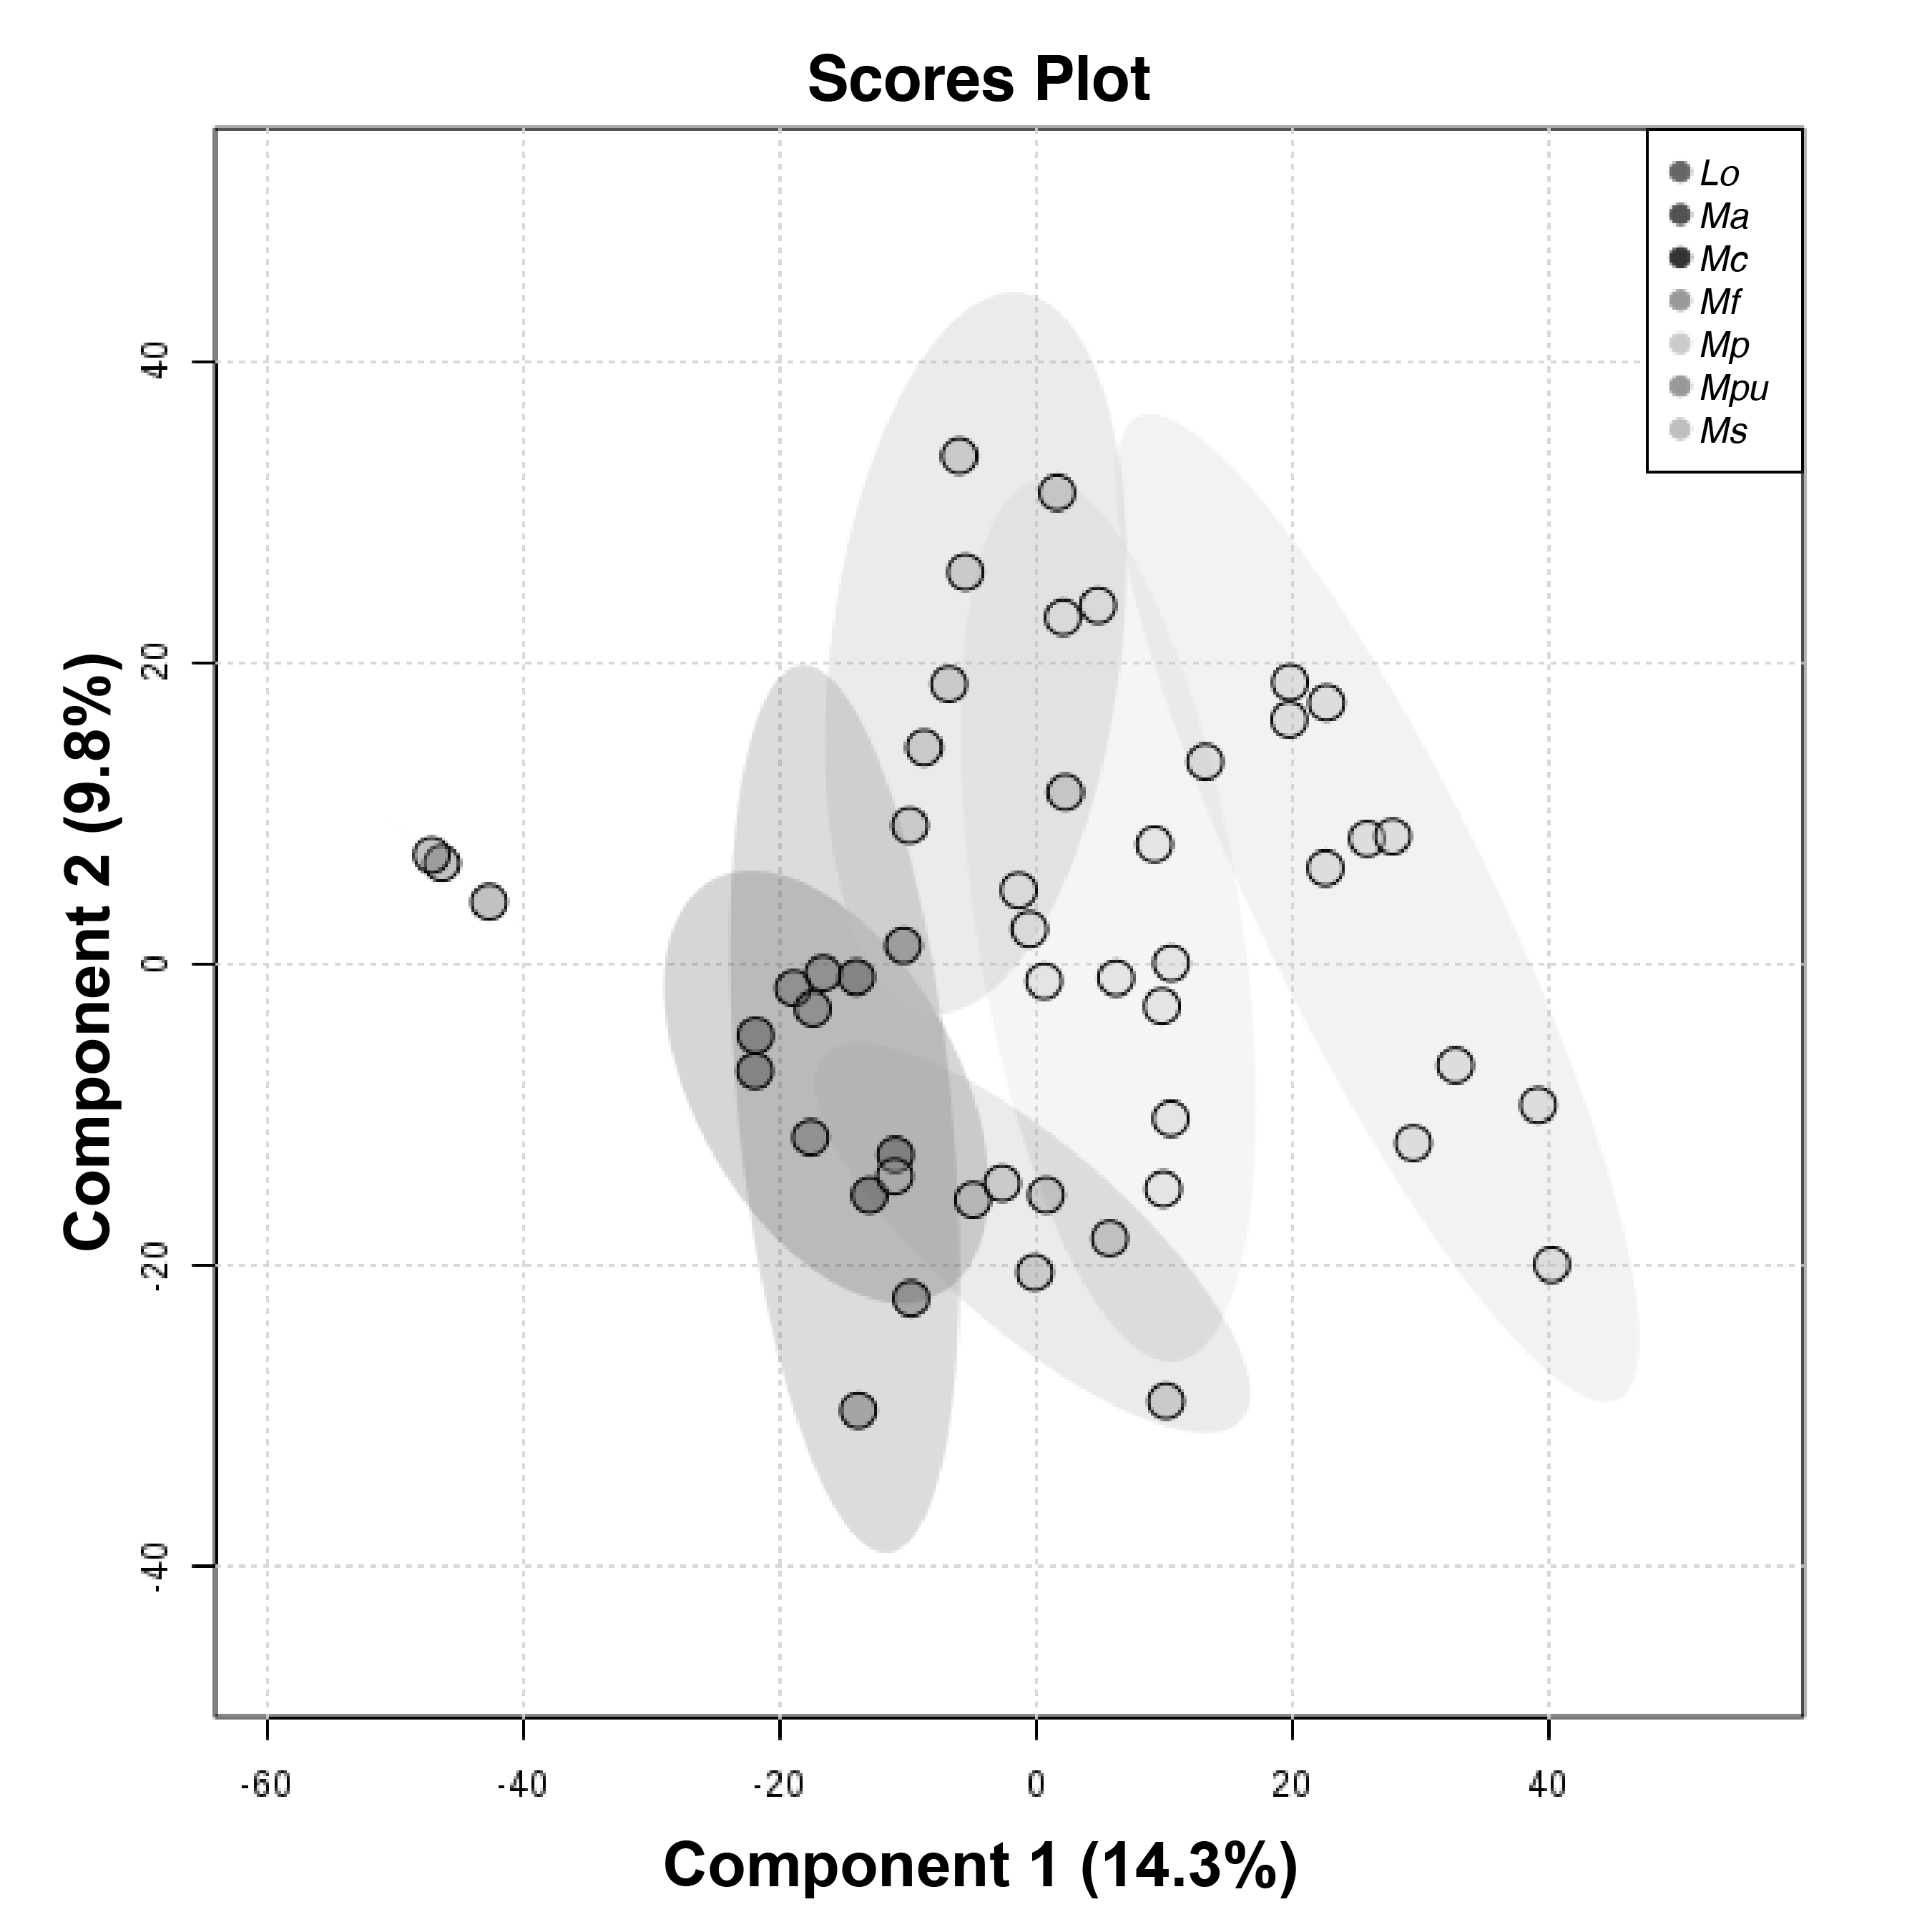 Scores Plot
Lo
Ma
Mc
Mf
Mp
Mpu
Ms
Component 2 (9.8%)
40
20
0
-20
-40
-60
-40
-20
0
20
40
Component 1 (14.3%)